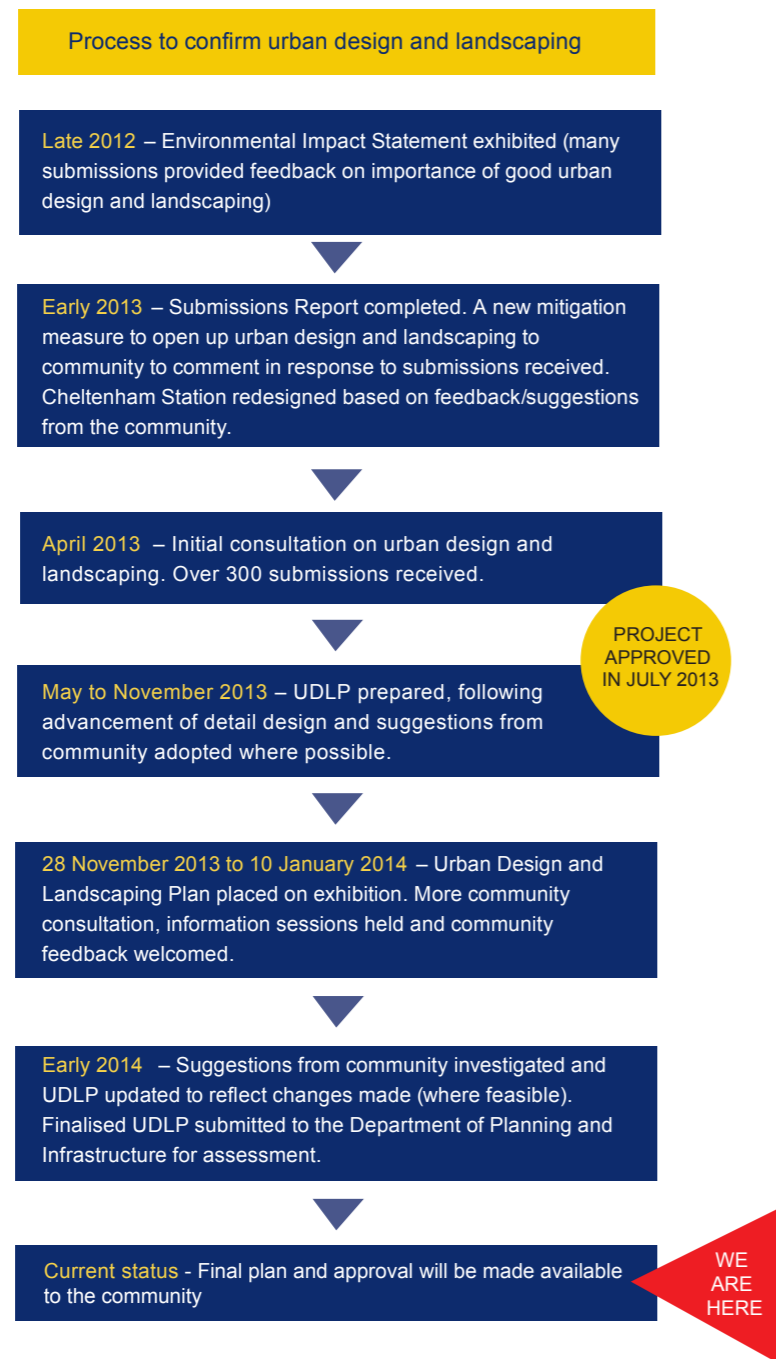 Process to confirm urban design and landscaping
Late 2012 – Environmental Impact Statement exhibited (many
submissions provided feedback on importance of good urban
design and landscaping)
Early 2013 – Submissions Report completed. A new mitigation
measure to open up urban design and landscaping to
community to comment in response to submissions received.
Cheltenham Station redesigned based on feedback/suggestions
from the community.
April 2013 – Initial consultation on urban design and
landscaping. Over 300 submissions received.
PROJECT
APPROVED
IN JULY 2013
May to November 2013 – UDLP prepared, following
advancement of detail design and suggestions from
community adopted where possible.
28 November 2013 to 10 January 2014 – Urban Design and
Landscaping Plan placed on exhibition. More community
consultation, information sessions held and community
feedback welcomed.
Early 2014 – Suggestions from community investigated and
UDLP updated to reflect changes made (where feasible).
Finalised UDLP submitted to the Department of Planning and
Infrastructure for assessment.
Current status - Final plan and approval will be made available
to the community
WE
ARE
HERE